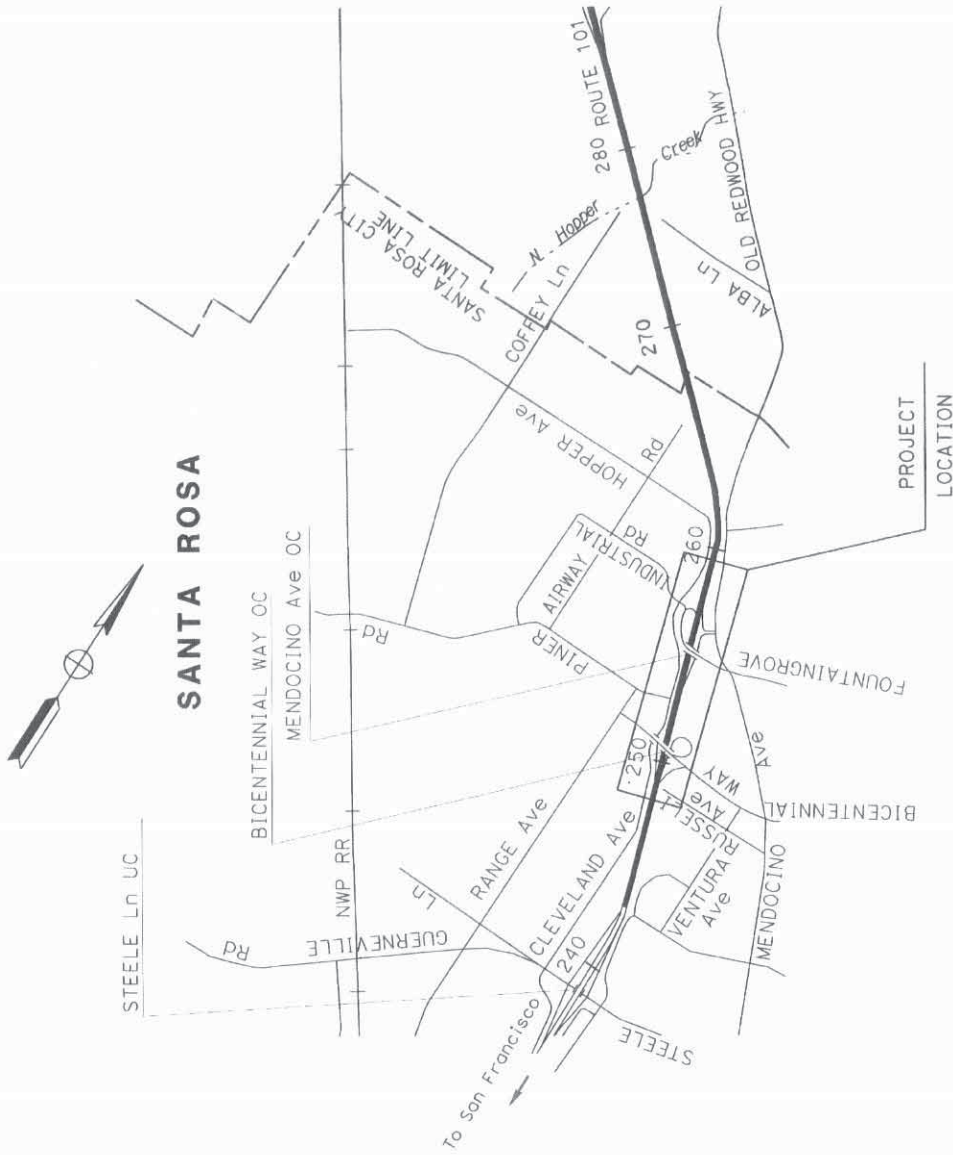 SANTA ROSA
STEELE Ln UC
BICENTENNIAL WAY OC
MENDOCINO Ave OC
NWP RR
GUERNEVILLE Rd
RANGE Ave
Ln
STEELE
CLEVELAND Ave
To San Francisco
240
250
260
270
280 ROUTE 101
PINER Rd
AIRWAY Rd
INDUSTRIAL Rd
HOPPER Ave
COFFEY Ln
SANTA ROSA CITY
LIMIT LINE
N Hopper Creek
ALBA Ln
OLD REDWOOD HWY
FOUNTAINGROVE
BICENTENNIAL WAY
RUSSELL Ave
VENTURA Ave
MENDOCINO Ave
PROJECT
LOCATION